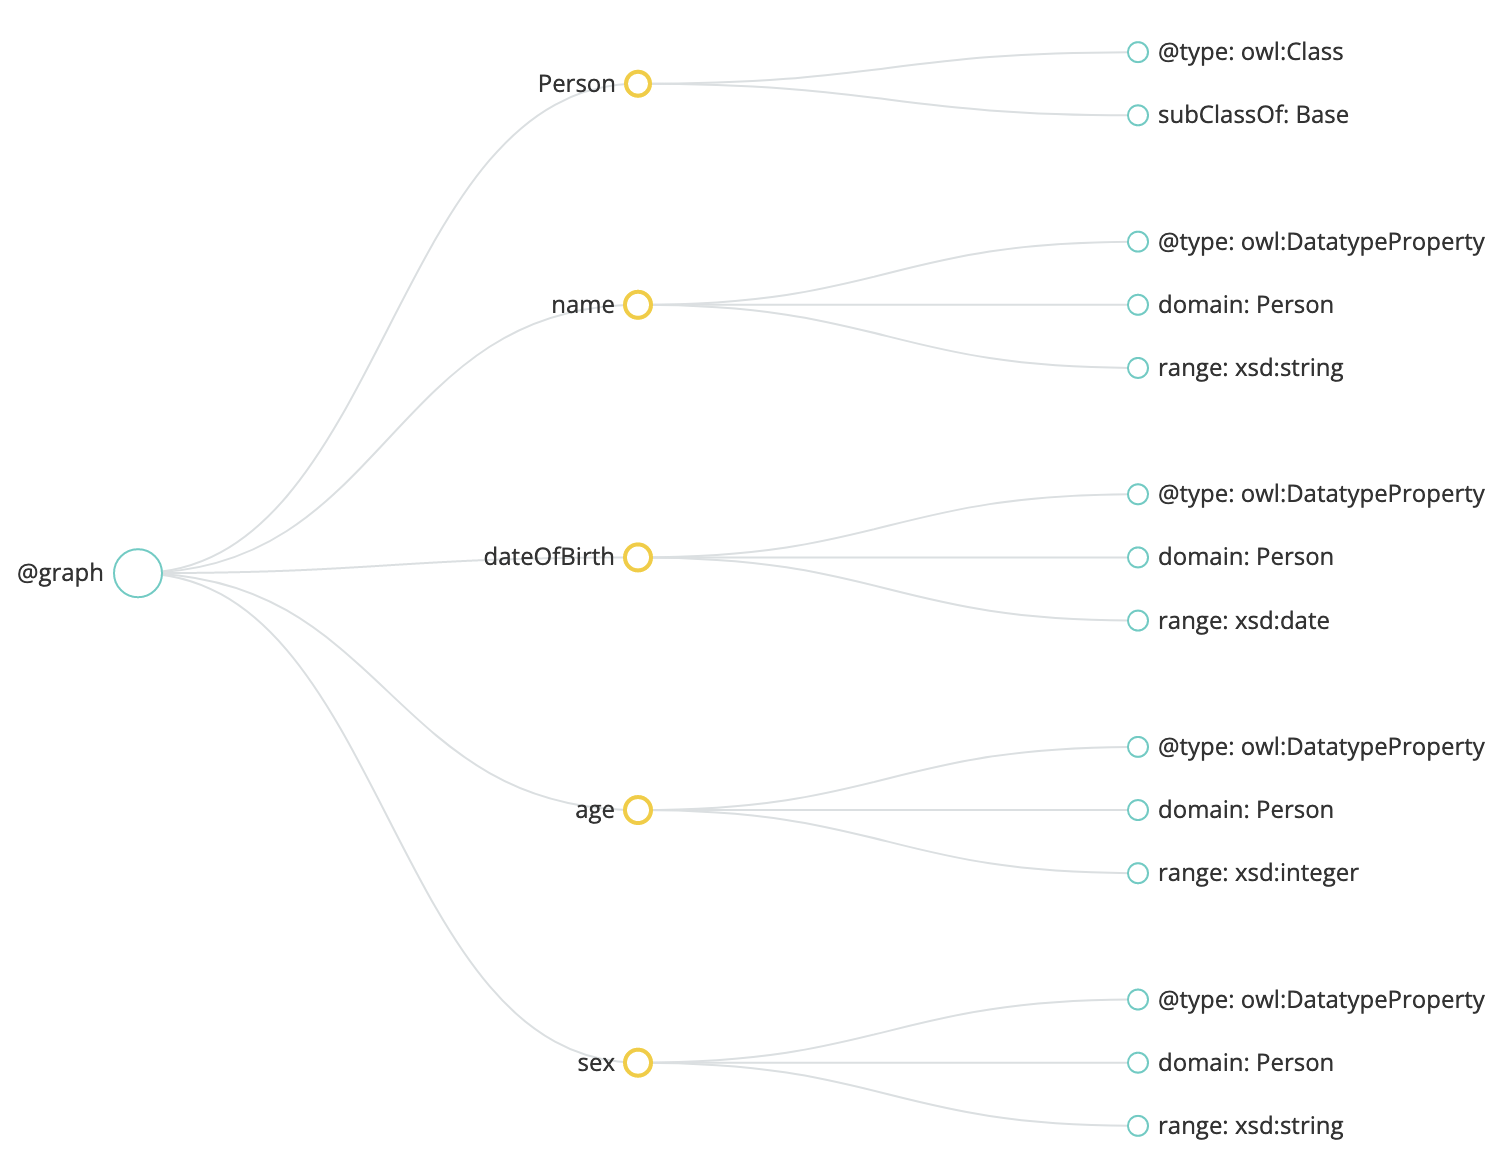 @graph
Person
@type: owl:Class
subClassOf: Base
name
@type: owl:DatatypeProperty
domain: Person
range: xsd:string
dateOfBirth
@type: owl:DatatypeProperty
domain: Person
range: xsd:date
age
@type: owl:DatatypeProperty
domain: Person
range: xsd:integer
sex
@type: owl:DatatypeProperty
domain: Person
range: xsd:string